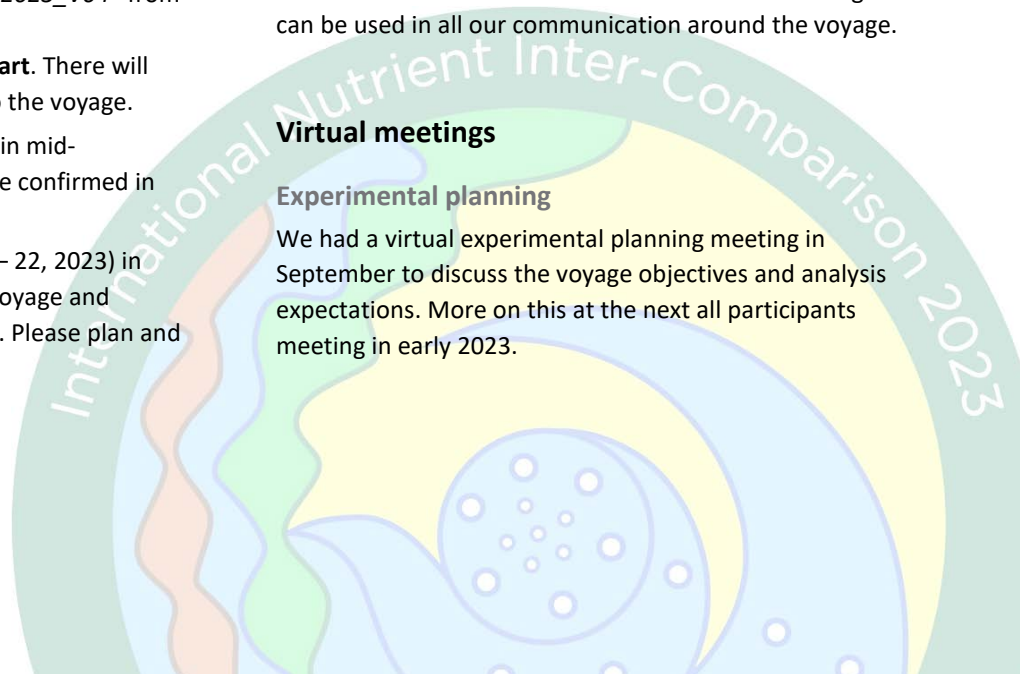 2023_V04" from
art. There will
the voyage.
in mid-
e confirmed in
– 22, 2023) in
oyage and
. Please plan and
can be used in all our communication around the voyage.
Virtual meetings
Experimental planning
We had a virtual experimental planning meeting in
September to discuss the voyage objectives and analysis
expectations. More on this at the next all participants
meeting in early 2023.
International Nutrient Inter-Comparison 2023